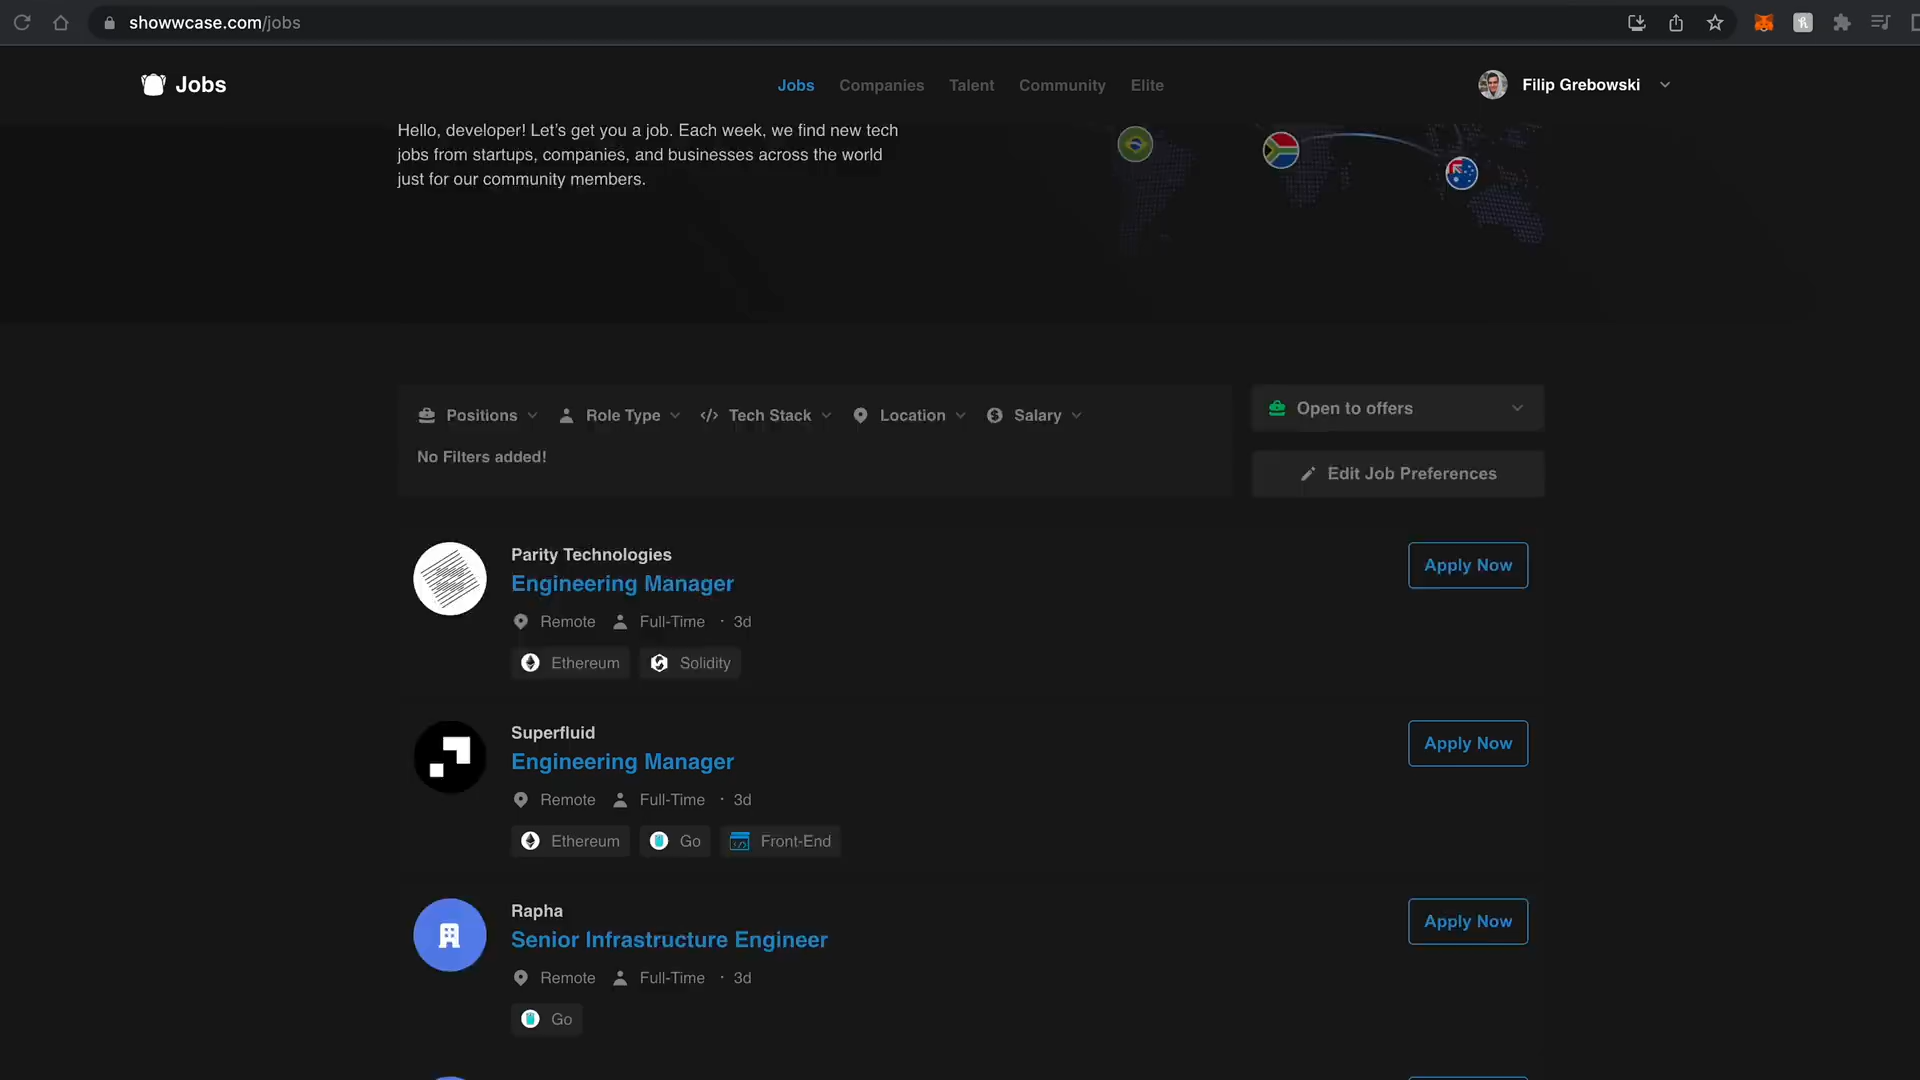 showwcase.com/jobs
Jobs
Jobs
Companies
Talent
Community
Elite
Filip Grebowski
Hello, developer! Let's get you a job. Each week, we find new tech
jobs from startups, companies, and businesses across the world
just for our community members.
Positions
Role Type
</> Tech Stack
Location
Salary
No Filters added!
Open to offers
Edit Job Preferences
Parity Technologies
Engineering Manager
Remote Full-Time · 3d
Ethereum Solidity
Apply Now
Superfluid
Engineering Manager
Remote Full-Time · 3d
Ethereum Go Front-End
Apply Now
Rapha
Senior Infrastructure Engineer
Remote Full-Time · 3d
Go
Apply Now